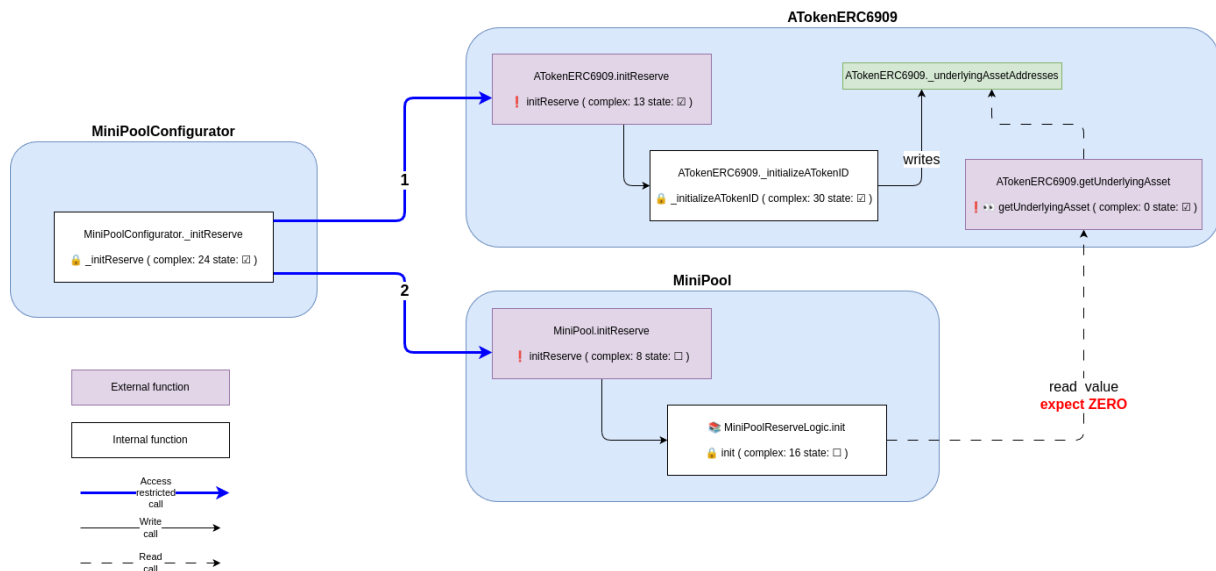 ATokenERC6909
ATokenERC6909.initReserve
❗ initReserve ( complex: 13 state: ☑ )
ATokenERC6909._underlyingAssetAddresses
MiniPoolConfigurator
1
writes
ATokenERC6909._initializeATokenID
🔒 _initializeATokenID ( complex: 30 state: ☑ )
ATokenERC6909.getUnderlyingAsset
❗👀 getUnderlyingAsset ( complex: 0 state: ☑ )
MiniPoolConfigurator._initReserve
🔒 _initReserve ( complex: 24 state: ☑ )
2
MiniPool
MiniPool.initReserve
❗ initReserve ( complex: 8 state: ☐ )
External function
read value
expect ZERO
Internal function
📚 MiniPoolReserveLogic.init
🔒 init ( complex: 16 state: ☐ )
Access
restricted
call
Write
call
Read
call